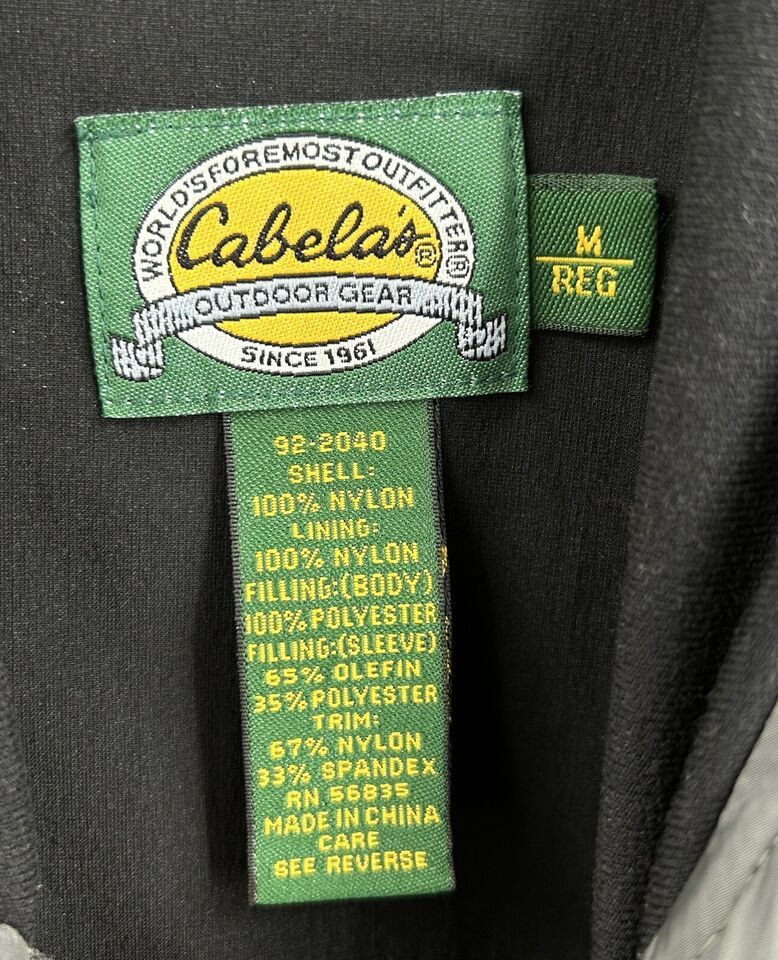 WORLD'S FOREMOST OUTFITTER®
Cabela's®
OUTDOOR GEAR
SINCE 1961
M
REG
92-2040
SHELL:
100% NYLON
LINING:
100% NYLON
FILLING:(BODY)
100% POLYESTER
FILLING:(SLEEVE)
65% OLEFIN
35% POLYESTER
TRIM:
67% NYLON
33% SPANDEX
RN 56835
MADE IN CHINA
CARE
SEE REVERSE